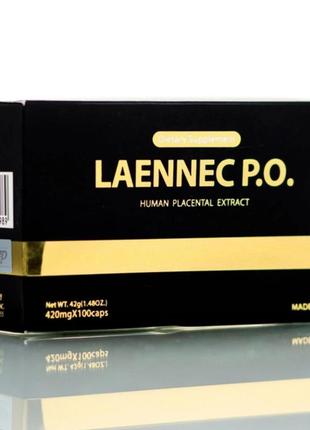 Dietary Supplement
LAENNEC P.O.
HUMAN PLACENTAL EXTRACT
Net WT. 42g(1.48OZ.)
420mgX100caps
MADE